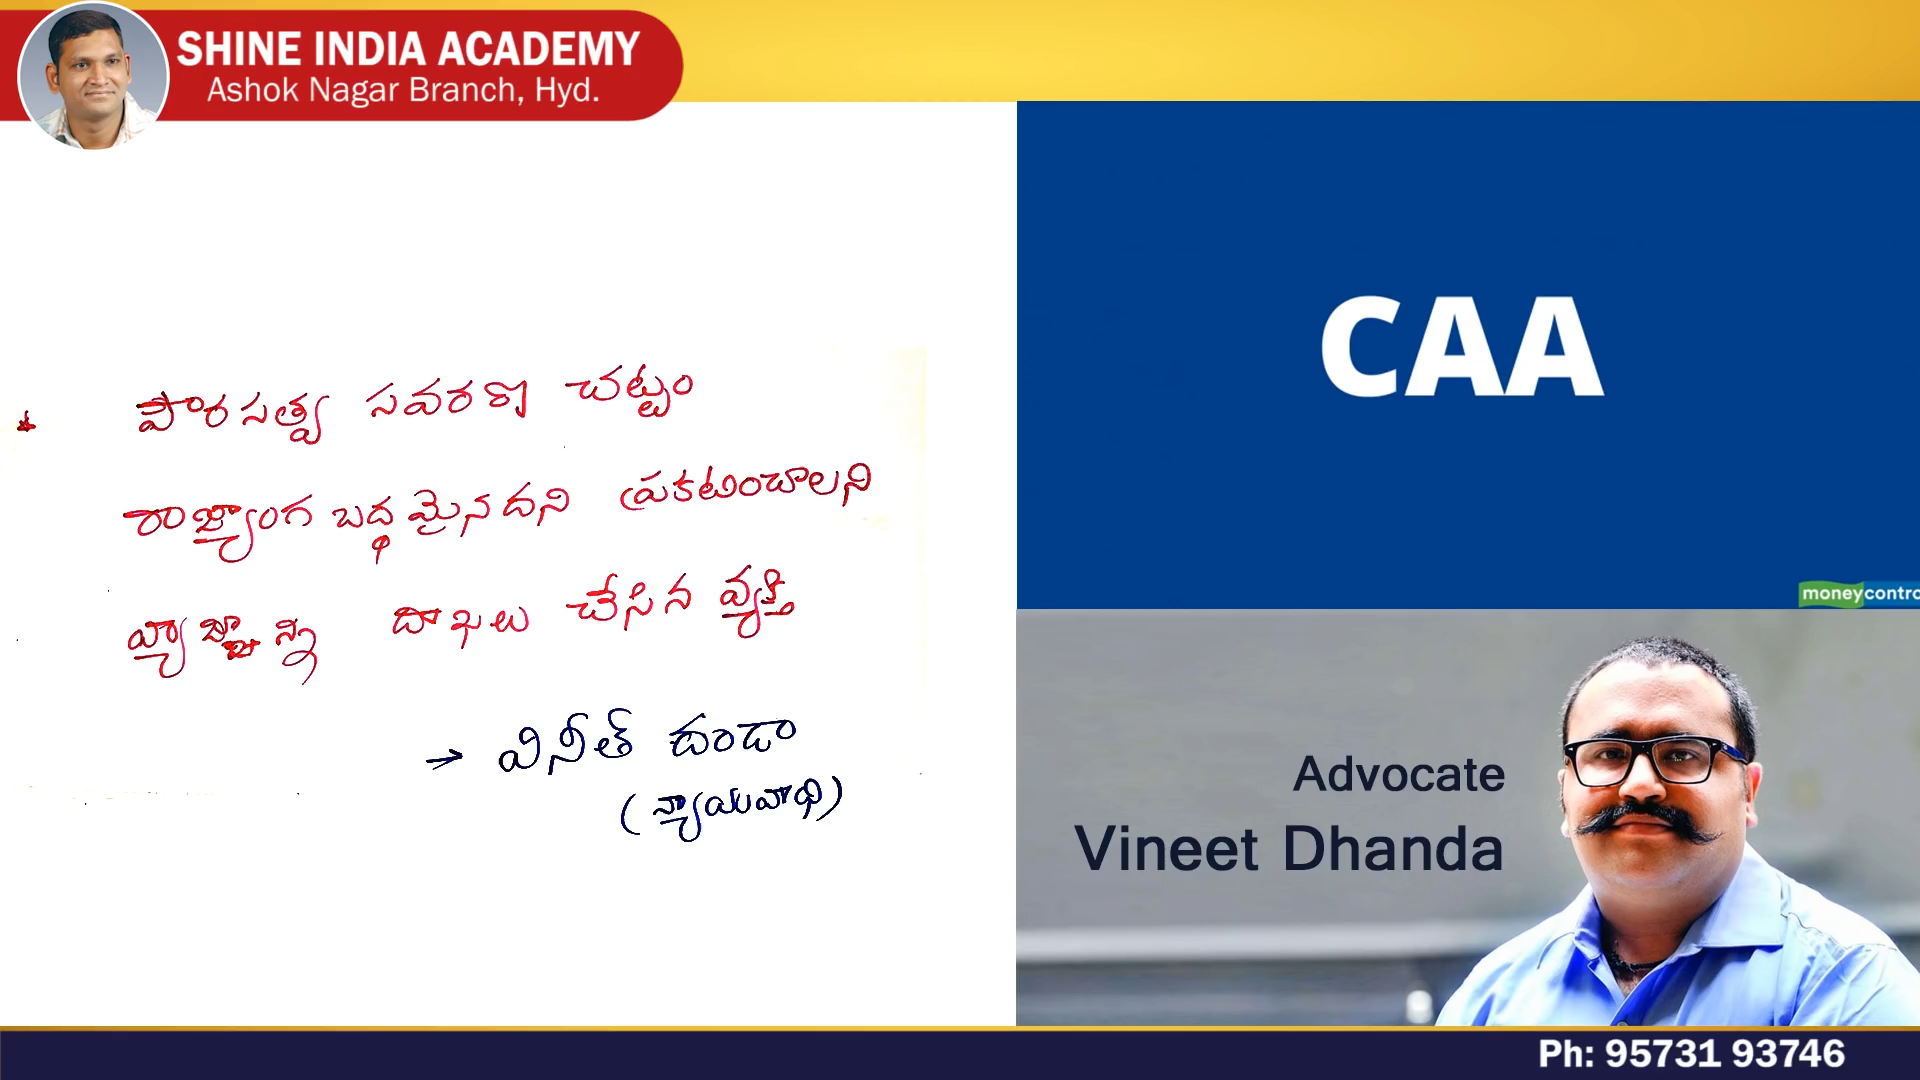 SHINE INDIA ACADEMY
Ashok Nagar Branch, Hyd.
పౌరసత్వ సవరణ చట్టం
రాజ్యాంగ బద్ధమైనదని ప్రకటించాలని
వ్యాజ్యాన్ని దాఖలు చేసిన వ్యక్తి
→ వినీత్ దండా
(న్యాయవాధి)
CAA
moneycontro
Advocate
Vineet Dhanda
Ph: 95731 93746